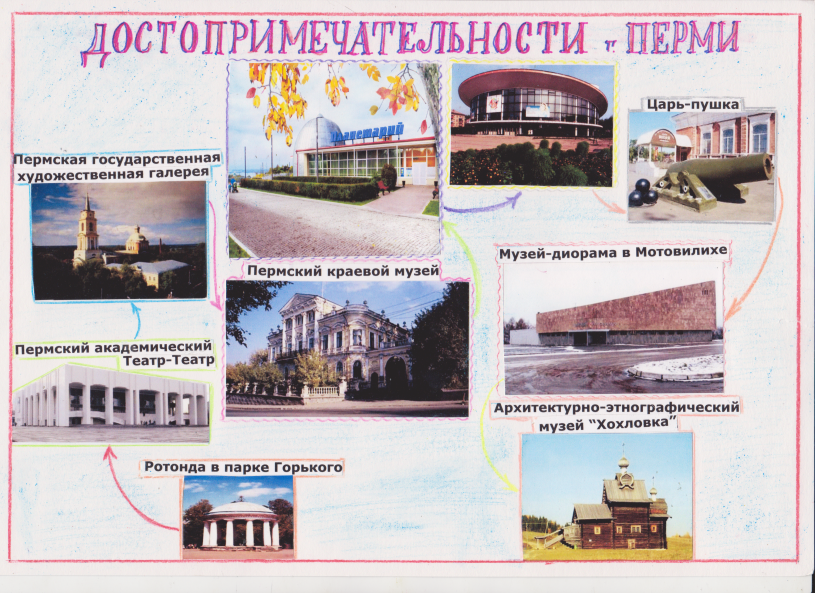 ДОСТОПРИМЕЧАТЕЛЬНОСТИ г. ПЕРМИ
Царь-пушка
Пермская государственная
художественная галерея
Планетарий
Музей-диорама в Мотовилихе
Пермский краевой музей
Пермский академический
Театр-Театр
Архитектурно-этнографический
музей “Хохловка”
Ротонда в парке Горького